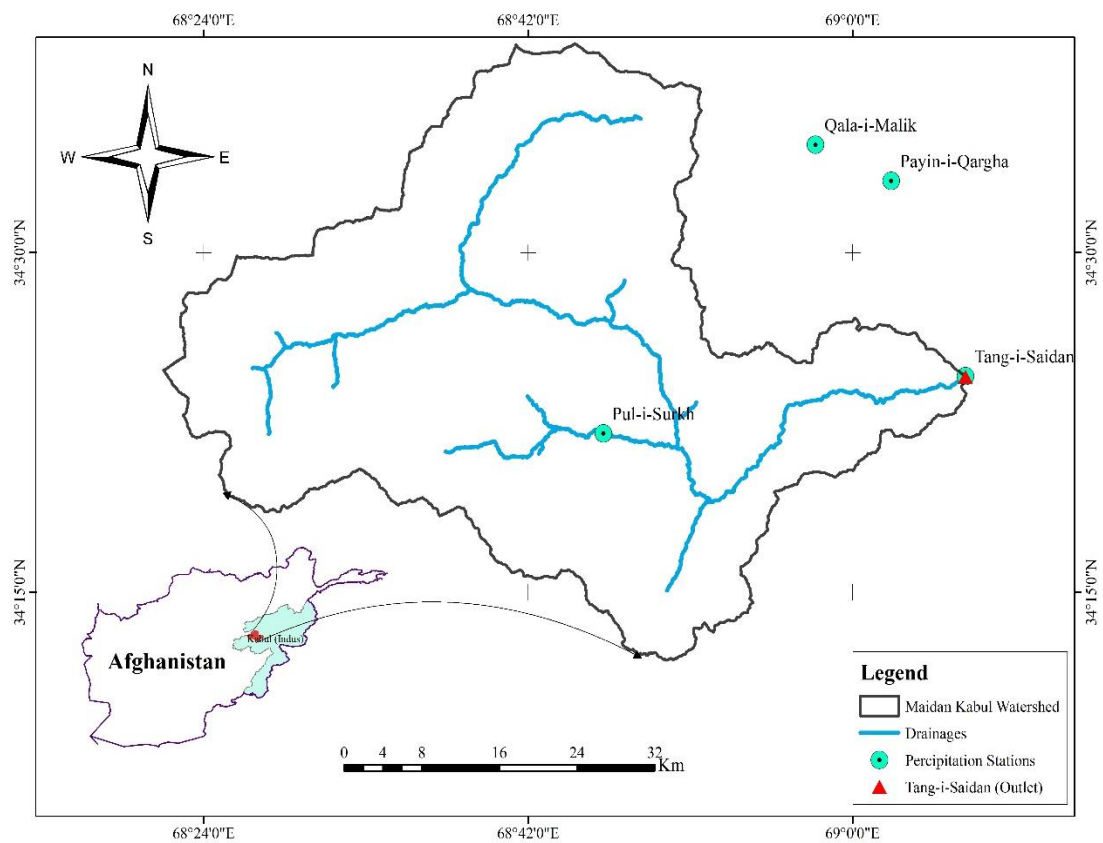 68°24'0"E 68°42'0"E 69°0'0"E
N
W E
S
Qala-i-Malik
Payin-i-Qargha
34°30'0"N 34°30'0"N
Tang-i-Saidan
Pul-i-Surkh
34°15'0"N 34°15'0"N
Kabul (Indus)
Afghanistan
Legend
Maidan Kabul Watershed
Drainages
Percipitation Stations
Tang-i-Saidan (Outlet)
0 4 8 16 24 32
Km
68°24'0"E 68°42'0"E 69°0'0"E